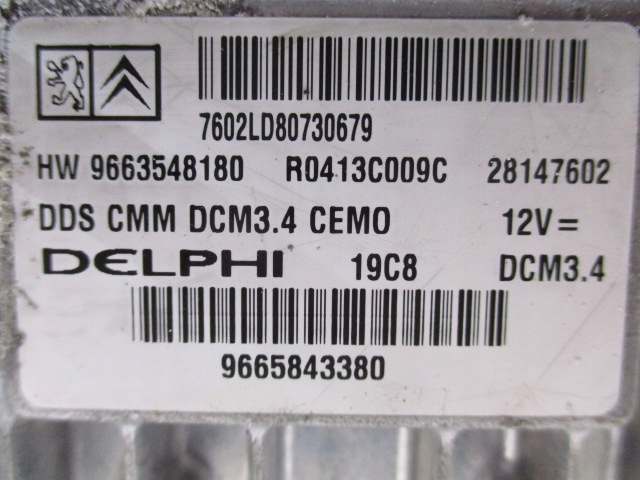 7602LD80730679
HW 9663548180 R0413C009C 28147602
DDS CMM DCM3.4 CEMO 12V =
DELPHI 19C8 DCM3.4
9665843380